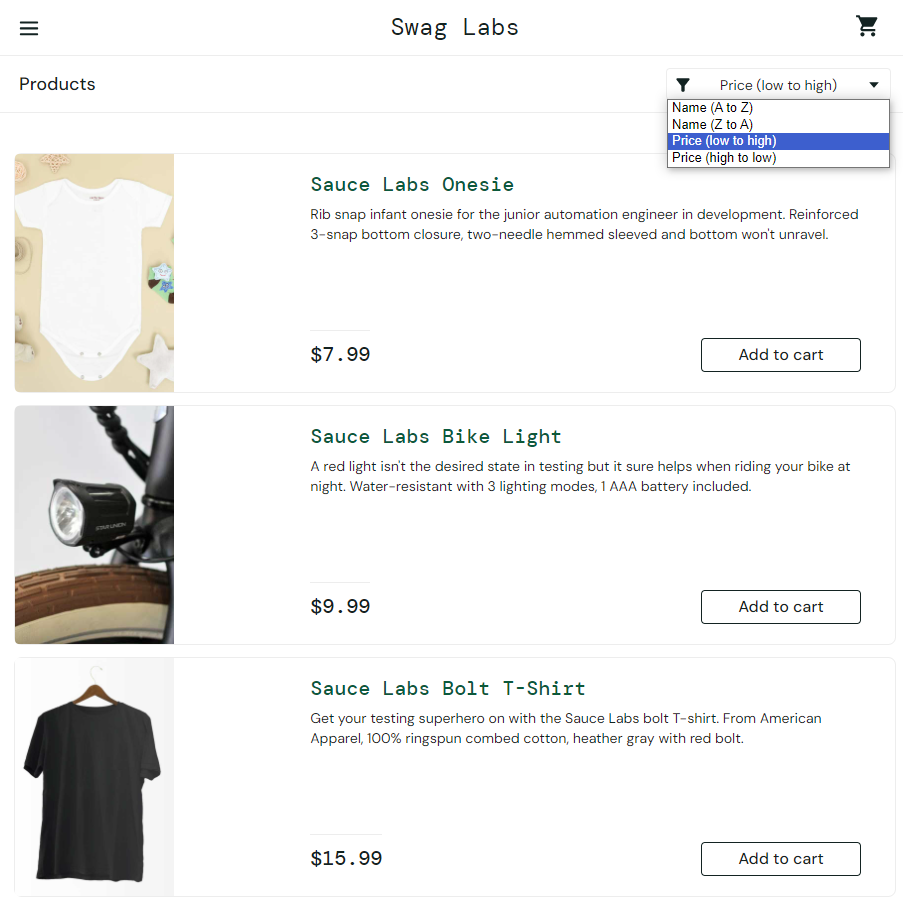 Swag Labs
Products
Price (low to high)
Name (A to Z)
Name (Z to A)
Price (low to high)
Price (high to low)
Sauce Labs Onesie
Rib snap infant onesie for the junior automation engineer in development. Reinforced
3-snap bottom closure, two-needle hemmed sleeved and bottom won't unravel.
$7.99
Add to cart
Sauce Labs Bike Light
A red light isn't the desired state in testing but it sure helps when riding your bike at
night. Water-resistant with 3 lighting modes, 1 AAA battery included.
$9.99
Add to cart
Sauce Labs Bolt T-Shirt
Get your testing superhero on with the Sauce Labs bolt T-shirt. From American
Apparel, 100% ringspun combed cotton, heather gray with red bolt.
$15.99
Add to cart